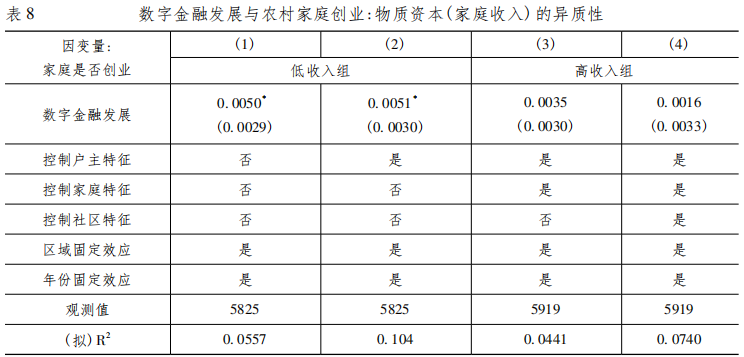 表 8 数字金融发展与农村家庭创业:物质资本(家庭收入)的异质性
因变量: (1) (2) (3) (4)
家庭是否创业 低收入组 高收入组
数字金融发展 0.0050* 0.0051* 0.0035 0.0016
(0.0029) (0.0030) (0.0030) (0.0033)
控制户主特征 否 是 是 是
控制家庭特征 否 否 是 是
控制社区特征 否 否 否 是
区域固定效应 是 是 是 是
年份固定效应 是 是 是 是
观测值 5825 5825 5919 5919
(拟)R² 0.0557 0.104 0.0441 0.0740